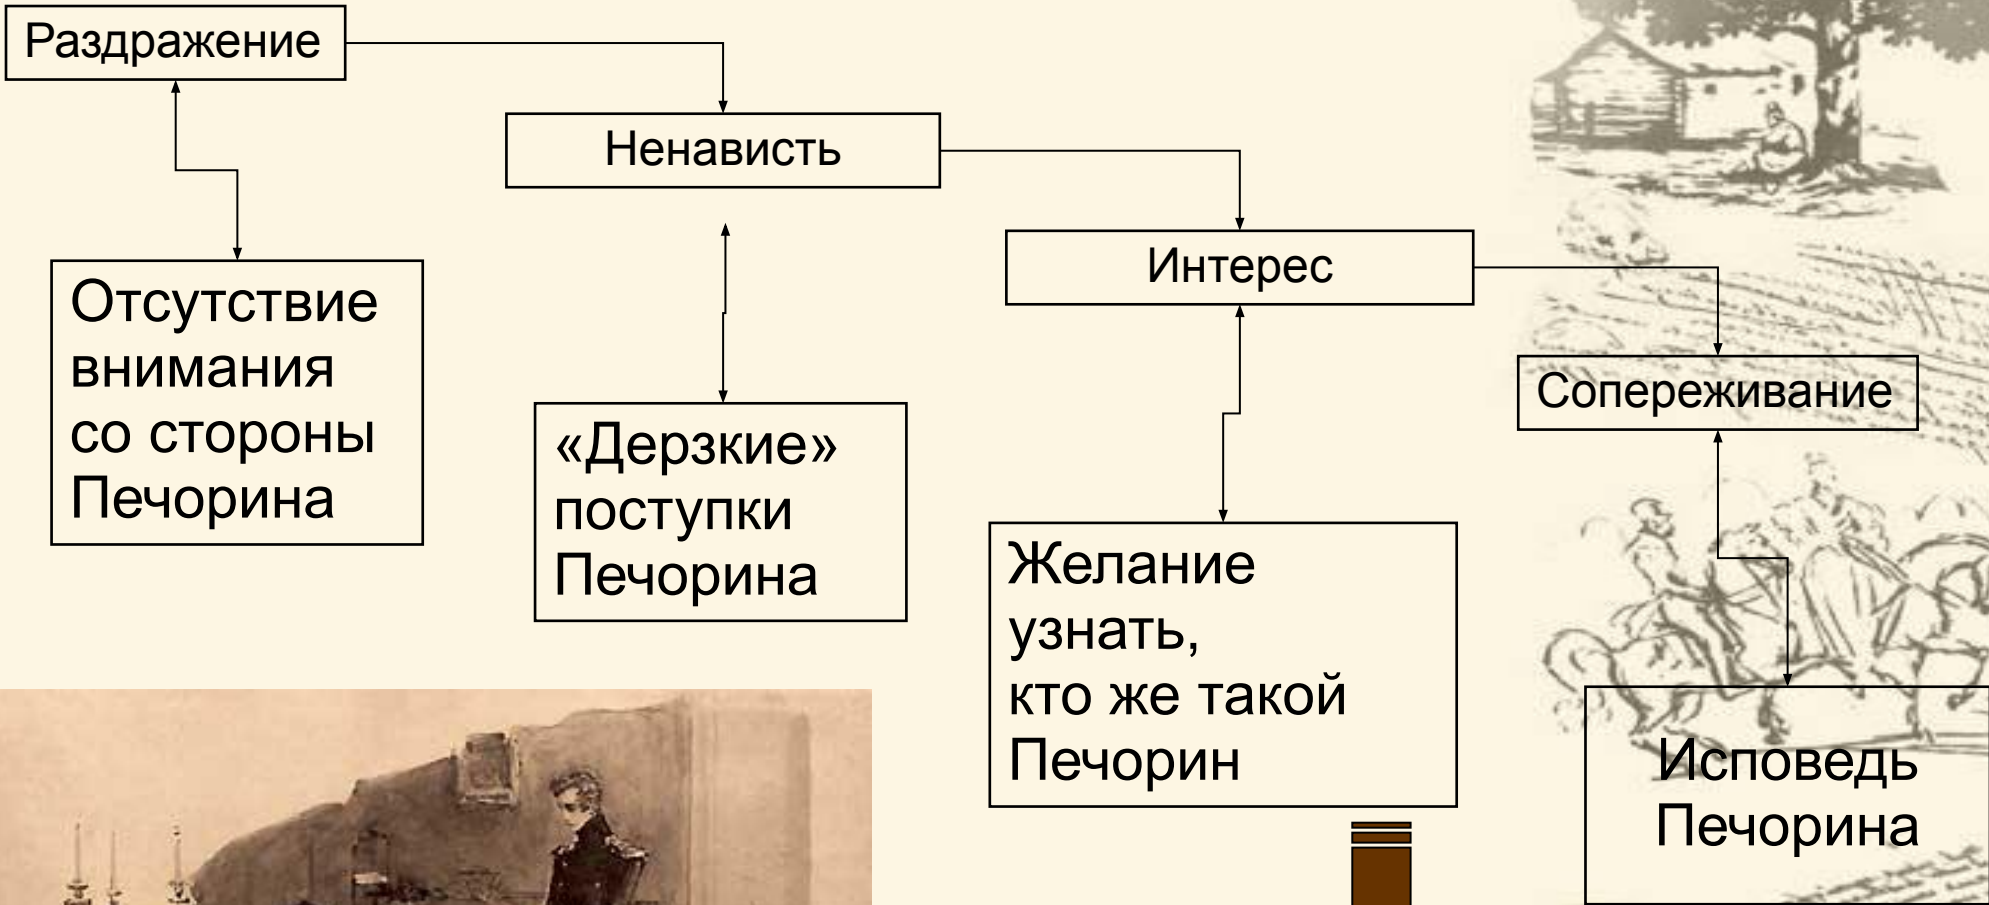 Раздражение
Ненависть
Интерес
Сопереживание
Отсутствие
внимания
со стороны
Печорина
«Дерзкие»
поступки
Печорина
Желание
узнать,
кто же такой
Печорин
Исповедь
Печорина